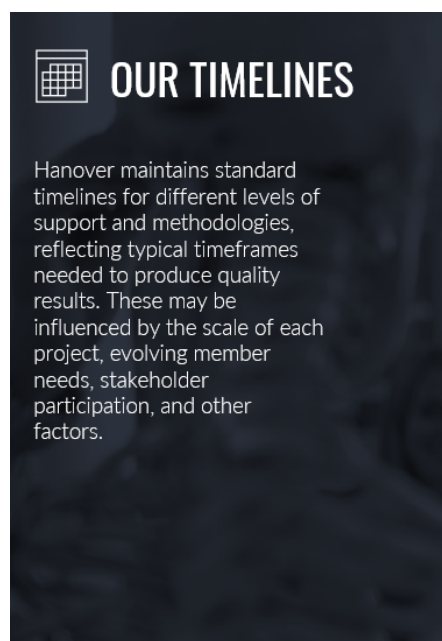 OUR TIMELINES
Hanover maintains standard
timelines for different levels of
support and methodologies,
reflecting typical timeframes
needed to produce quality
results. These may be
influenced by the scale of each
project, evolving member
needs, stakeholder
participation, and other
factors.